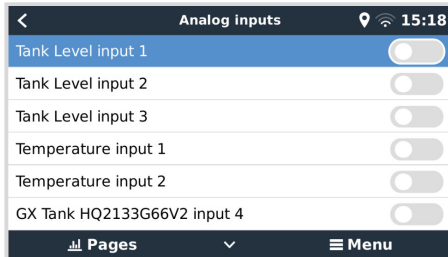 Analog inputs 15:18
Tank Level input 1
Tank Level input 2
Tank Level input 3
Temperature input 1
Temperature input 2
GX Tank HQ2133G66V2 input 4
Pages Menu